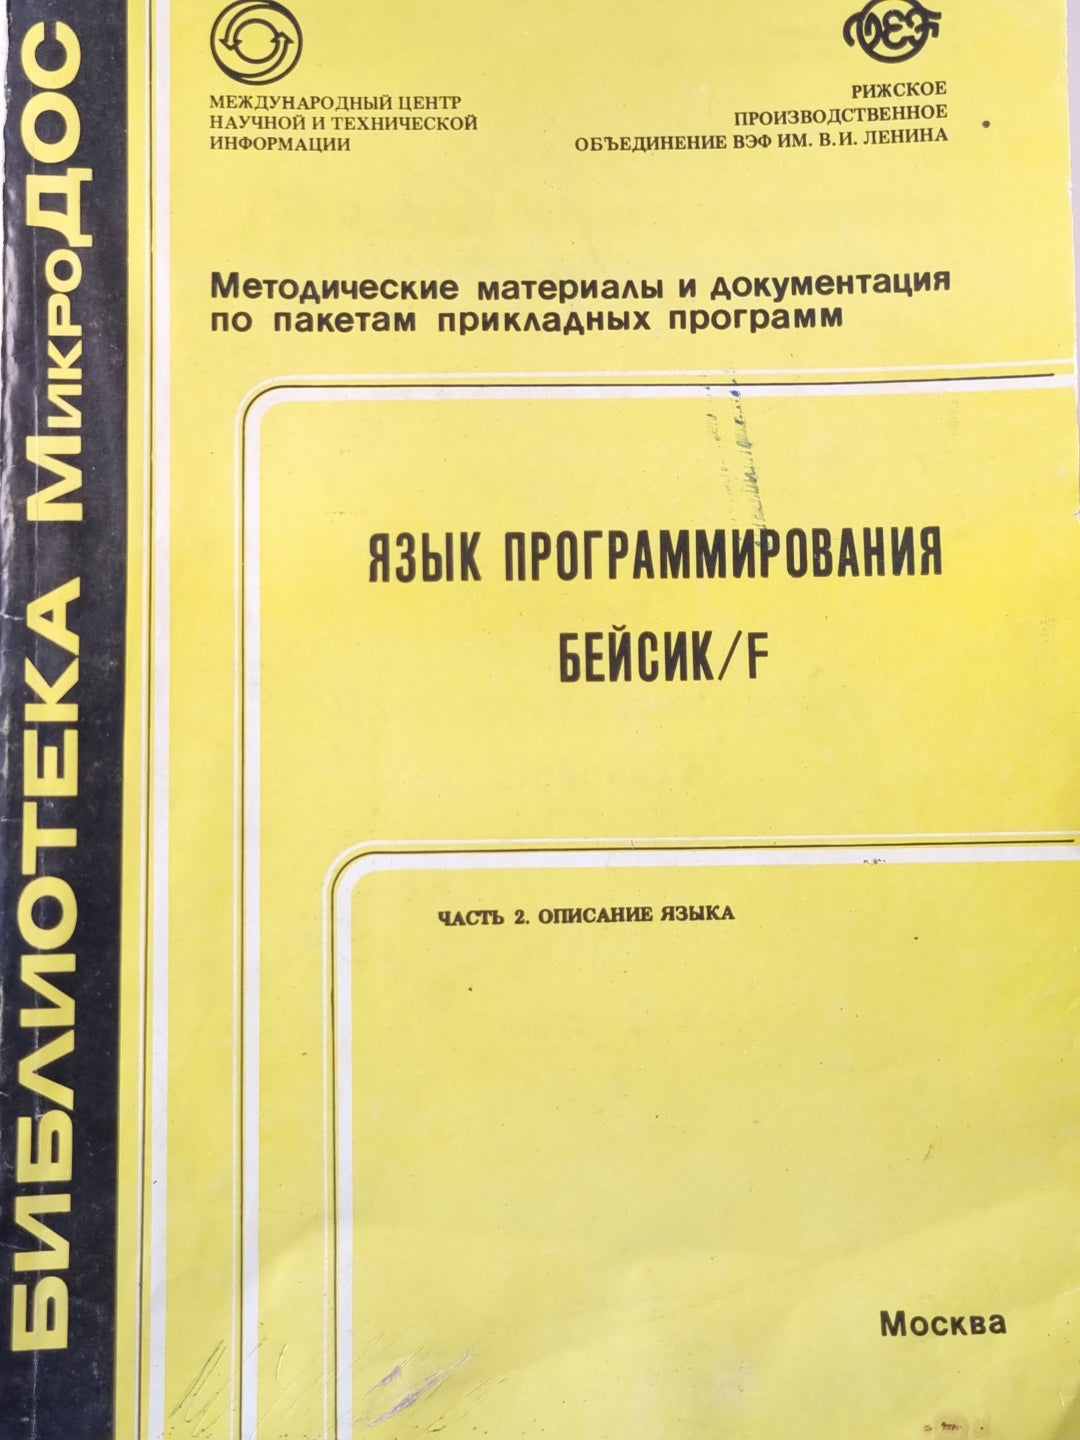 БИБЛИОТЕКА МикроДОС
МЕЖДУНАРОДНЫЙ ЦЕНТР
НАУЧНОЙ И ТЕХНИЧЕСКОЙ
ИНФОРМАЦИИ
ВЭФ
РИЖСКОЕ
ПРОИЗВОДСТВЕННОЕ
ОБЪЕДИНЕНИЕ ВЭФ ИМ. В.И. ЛЕНИНА
Методические материалы и документация
по пакетам прикладных программ
ЯЗЫК ПРОГРАММИРОВАНИЯ
БЕЙСИК/F
ЧАСТЬ 2. ОПИСАНИЕ ЯЗЫКА
Москва